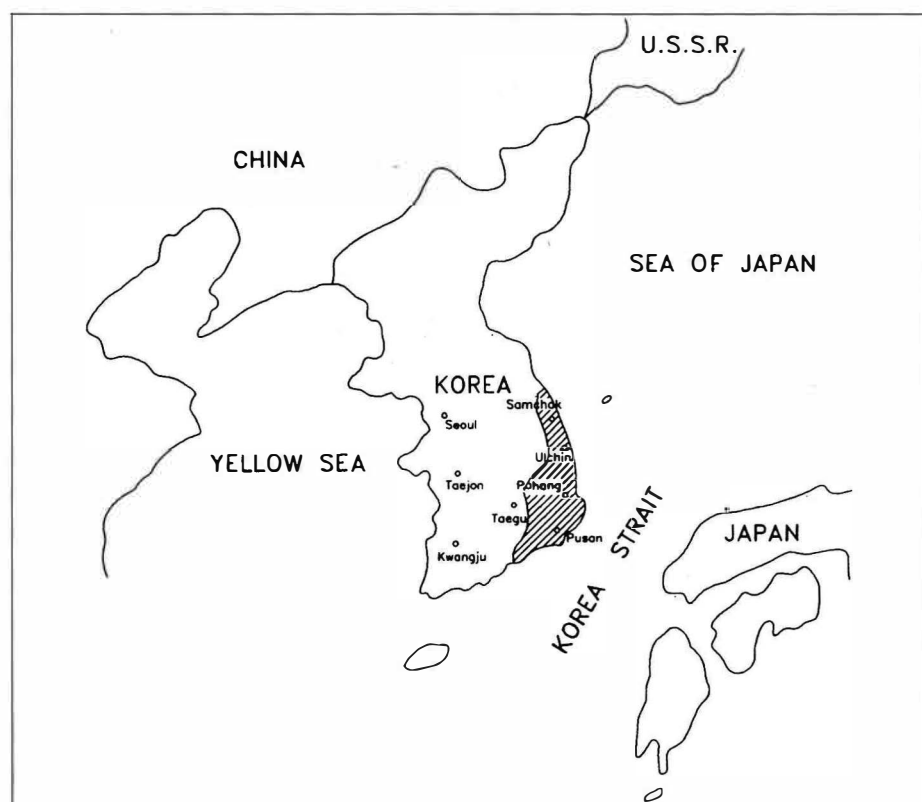 U.S.S.R.
CHINA
SEA OF JAPAN
KOREA
Samchok
Seoul
YELLOW SEA
Ulchin
Taejon
Pohang
Taegu
Pusan
Kwangju
KOREA STRAIT
JAPAN